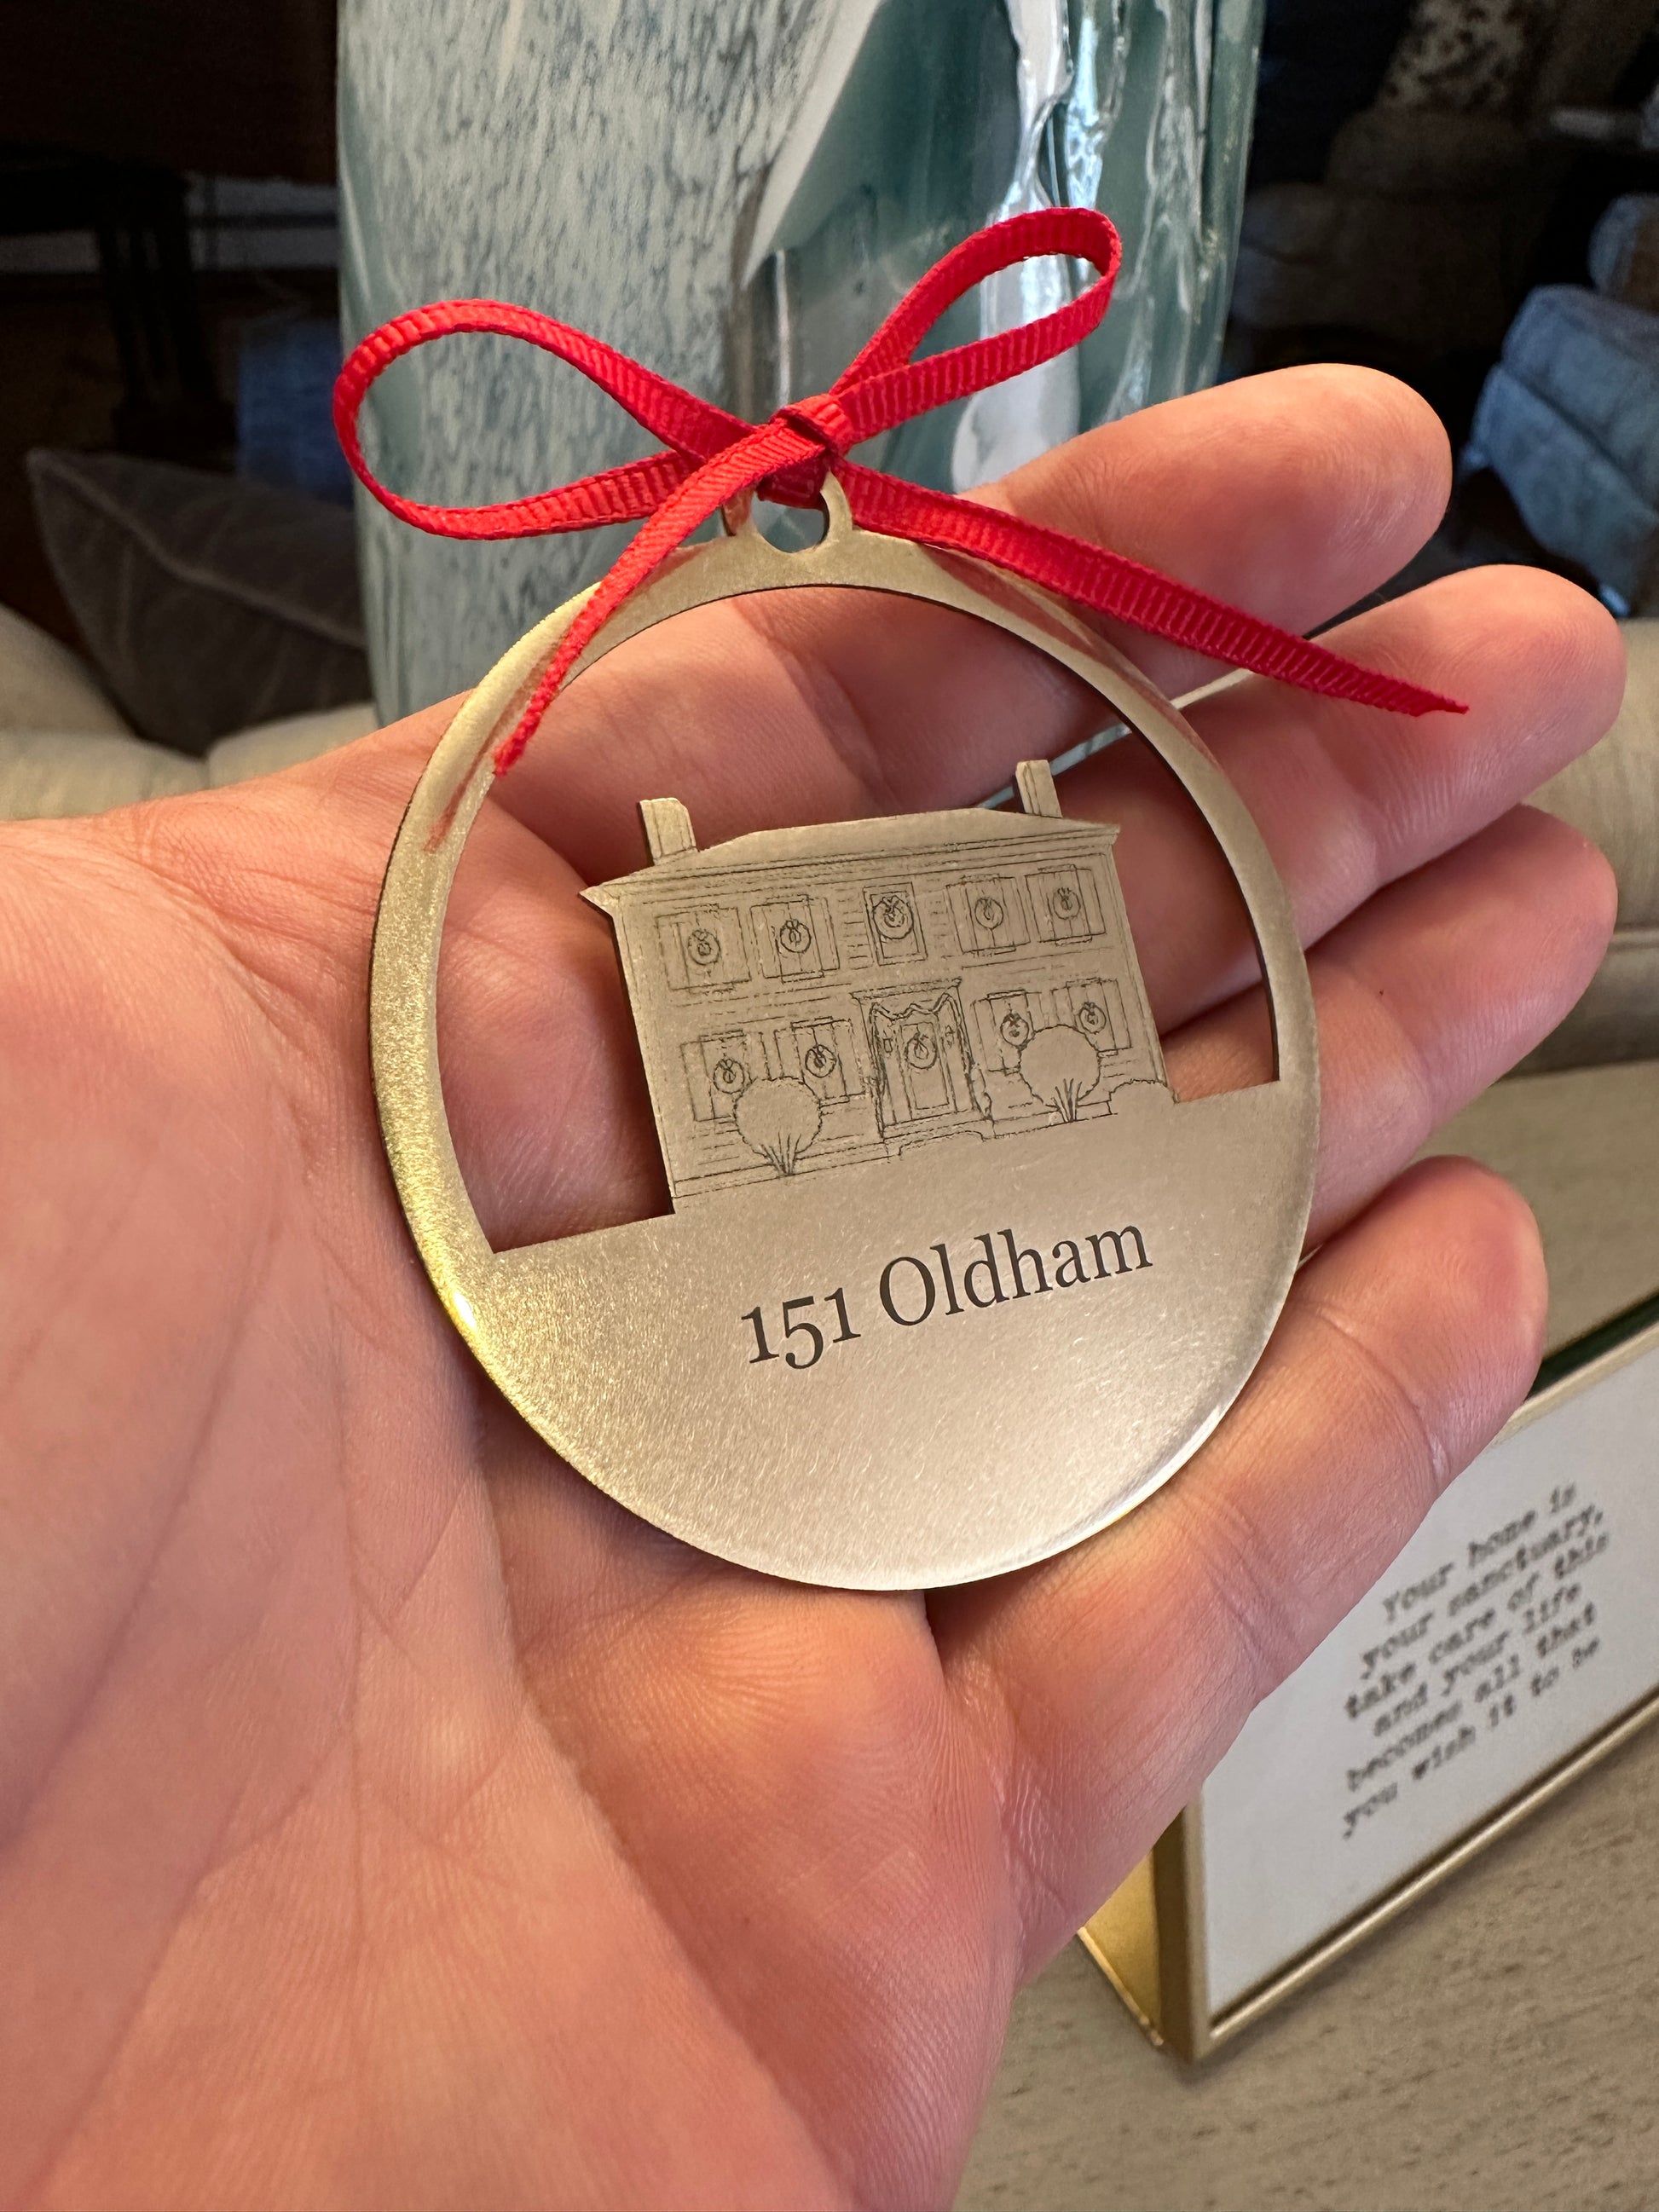 151 Oldham
Your home is
your sanctuary,
take care of this
and your life
becomes all that
you wish it to be